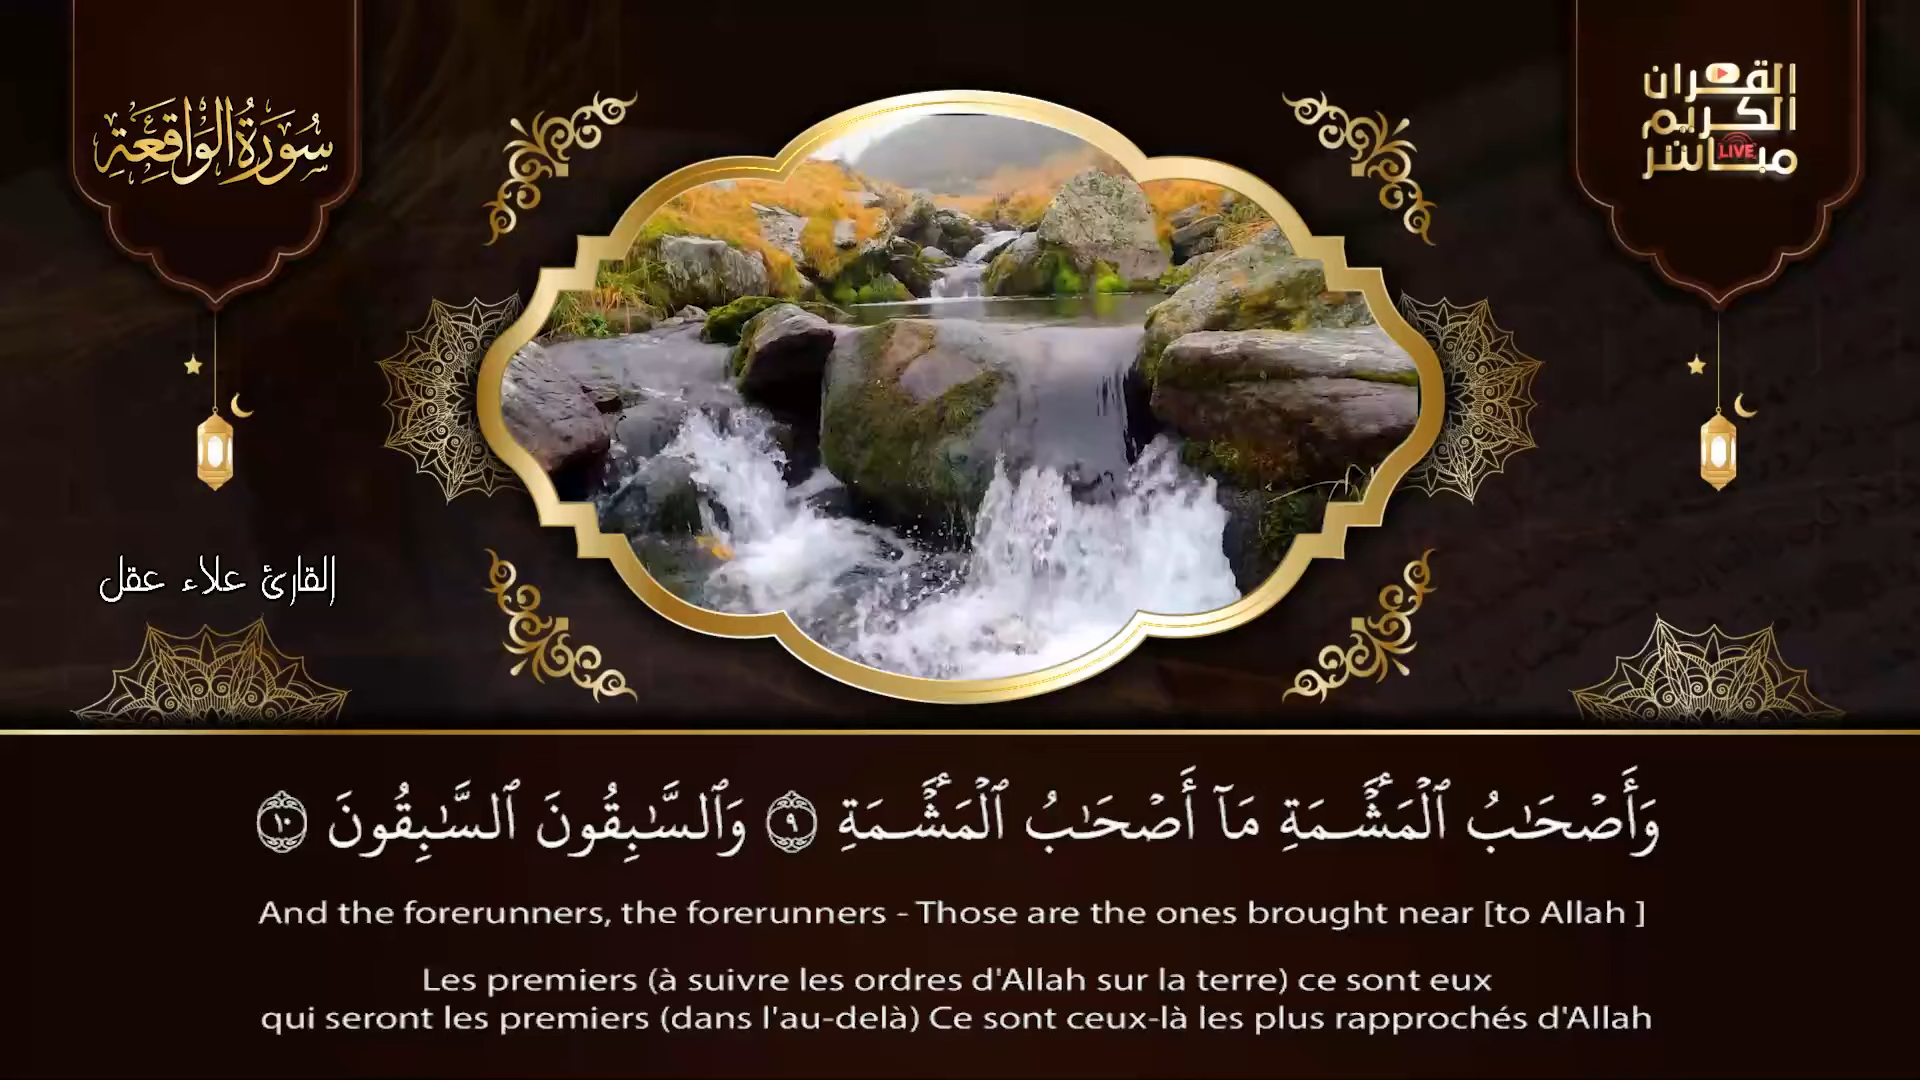 سُورَةُ الوَاقِعَةِ
القرآن
الكريم
مباشر
LIVE
القارئ علاء عقل
وَأَصْحَـٰبُ ٱلْمَشْـَٔمَةِ مَآ أَصْحَـٰبُ ٱلْمَشْـَٔمَةِ ٩ وَٱلسَّـٰبِقُونَ ٱلسَّـٰبِقُونَ ١٠
And the forerunners, the forerunners - Those are the ones brought near [to Allah ]
Les premiers (à suivre les ordres d'Allah sur la terre) ce sont eux
qui seront les premiers (dans l'au-delà) Ce sont ceux-là les plus rapprochés d'Allah